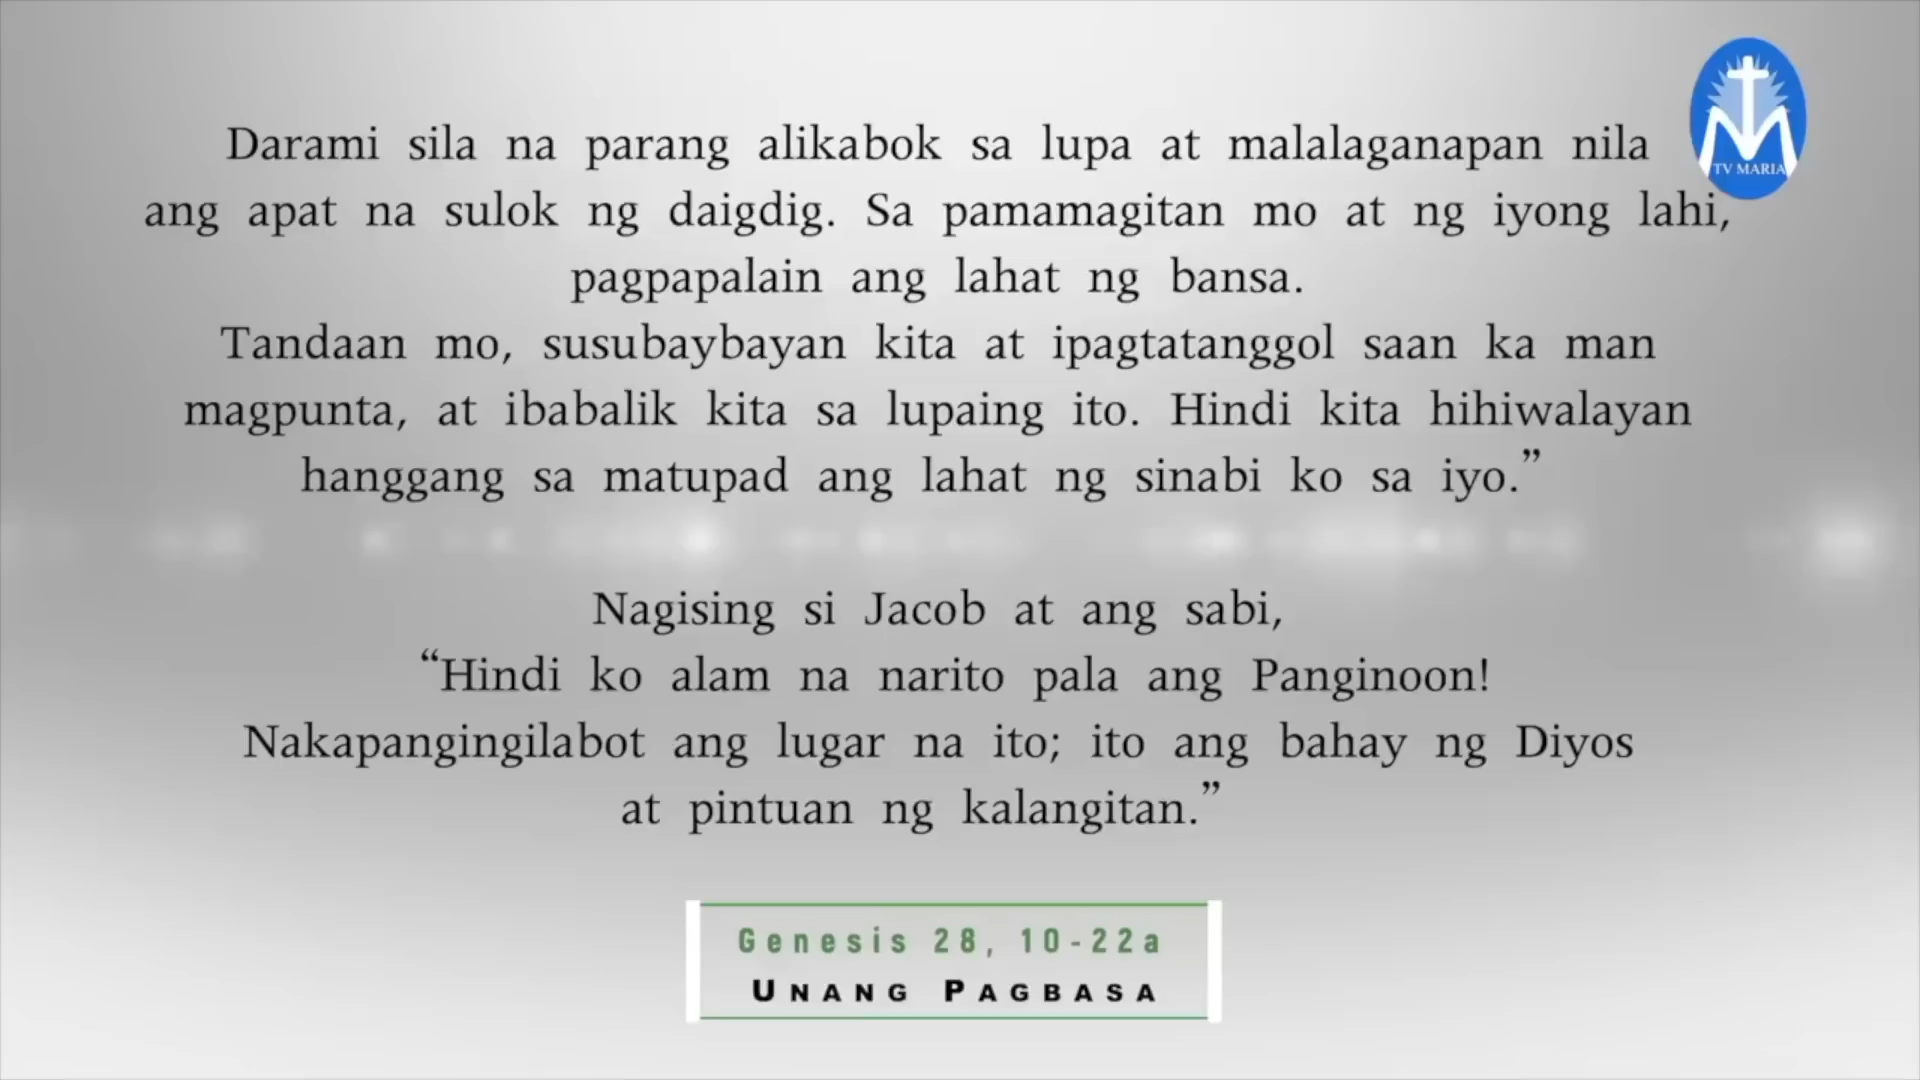 TV MARIA
Darami sila na parang alikabok sa lupa at malalaganapan nila
ang apat na sulok ng daigdig. Sa pamamagitan mo at ng iyong lahi,
pagpapalain ang lahat ng bansa.
Tandaan mo, susubaybayan kita at ipagtatanggol saan ka man
magpunta, at ibabalik kita sa lupaing ito. Hindi kita hihiwalayan
hanggang sa matupad ang lahat ng sinabi ko sa iyo.”
Nagising si Jacob at ang sabi,
“Hindi ko alam na narito pala ang Panginoon!
Nakapangingilabot ang lugar na ito; ito ang bahay ng Diyos
at pintuan ng kalangitan.”
Genesis 28, 10-22a
UNANG PAGBASA